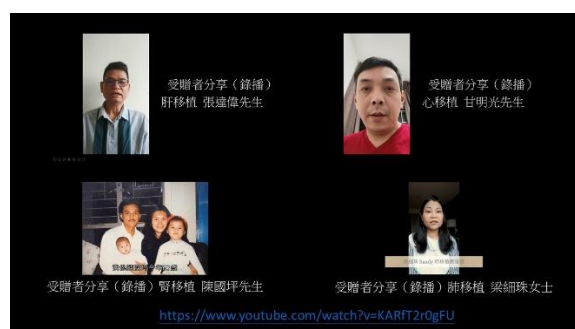 受贈者分享（錄播）
肝移植 張達偉先生
受贈者分享（錄播）
心移植 甘明光先生
受贈者分享（錄播）腎移植 陳國坪先生
受贈者分享（錄播）肺移植 梁細珠女士
https://www.youtube.com/watch?v=KARfT2r0gFU